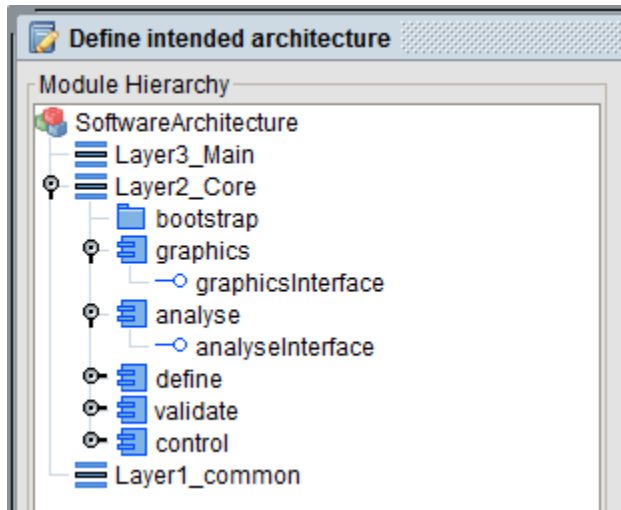 Define intended architecture
Module Hierarchy
SoftwareArchitecture
Layer3_Main
Layer2_Core
bootstrap
graphics
graphicsInterface
analyse
analyseInterface
define
validate
control
Layer1_common